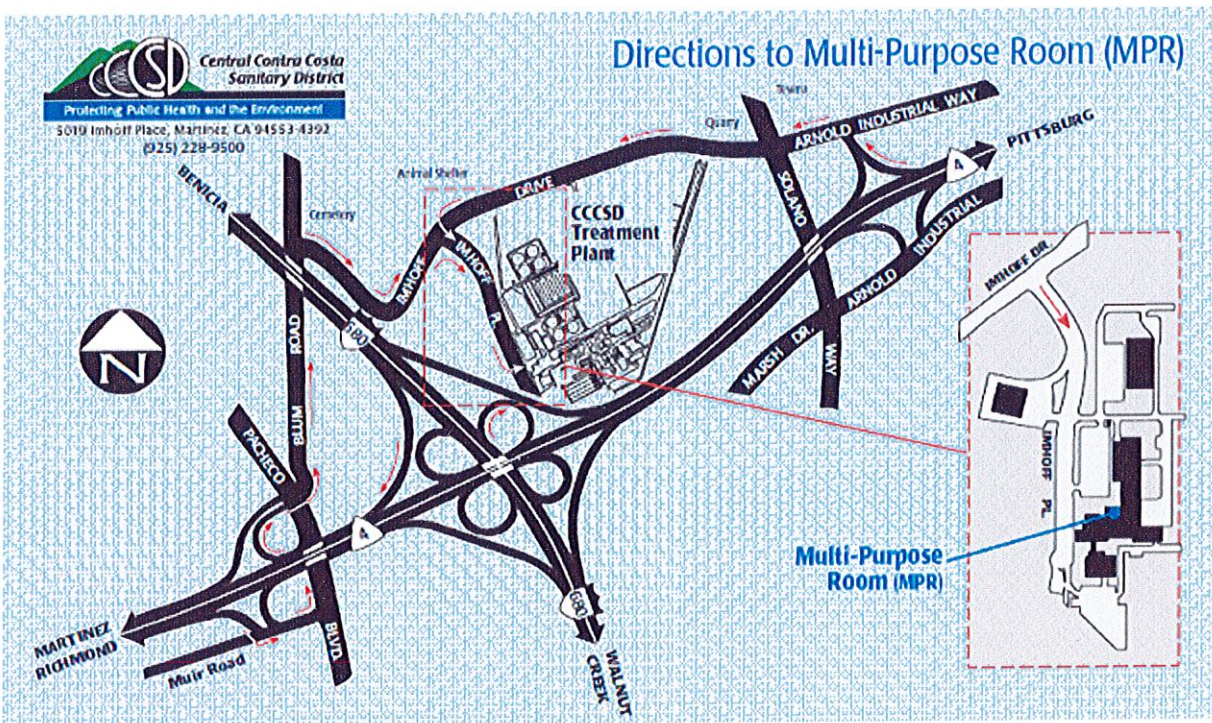 CCCSD
Central Contra Costa
Sanitary District
Protecting Public Health and the Environment
5019 Imhoff Place, Martinez, CA 94553-4392
(925) 228-9500
Directions to Multi-Purpose Room (MPR)
ARNOLD INDUSTRIAL WAY
PITTSBURG
4
Quarry
SOLANO
WAY
DRIVE
IMHOFF
Animal Shelter
Cemetery
BENICIA
CCCSD
Treatment
Plant
IMHOFF
PL
ARNOLD INDUSTRIAL
MARSH DR.
680
N
BLUM ROAD
PACHECO
BLVD.
4
MARTINEZ
RICHMOND
Muir Road
680
WALNUT
CREEK
IMHOFF DR.
IMHOFF PL
Multi-Purpose
Room (MPR)